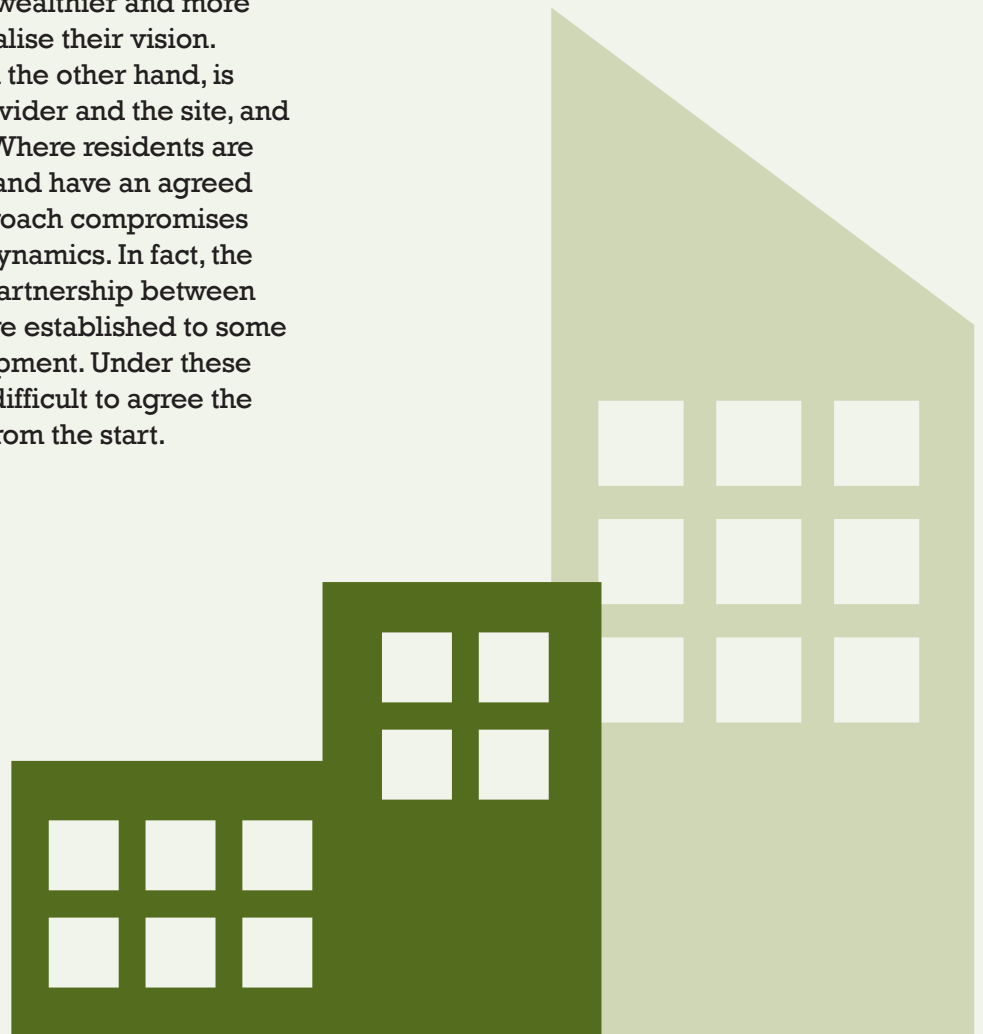 wealthier and more
alise their vision.
the other hand, is
vider and the site, and
Where residents are
and have an agreed
roach compromises
ynamics. In fact, the
artnership between
e established to some
pment. Under these
difficult to agree the
rom the start.